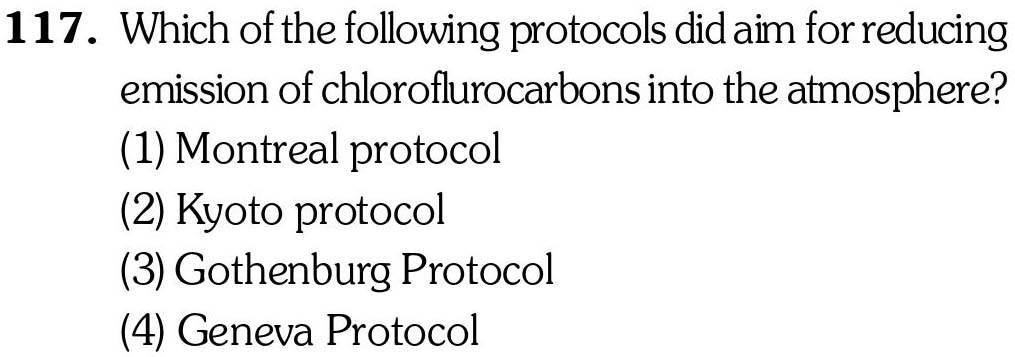 117. Which of the following protocols did aim for reducing
emission of chloroflurocarbons into the atmosphere?
(1) Montreal protocol
(2) Kyoto protocol
(3) Gothenburg Protocol
(4) Geneva Protocol